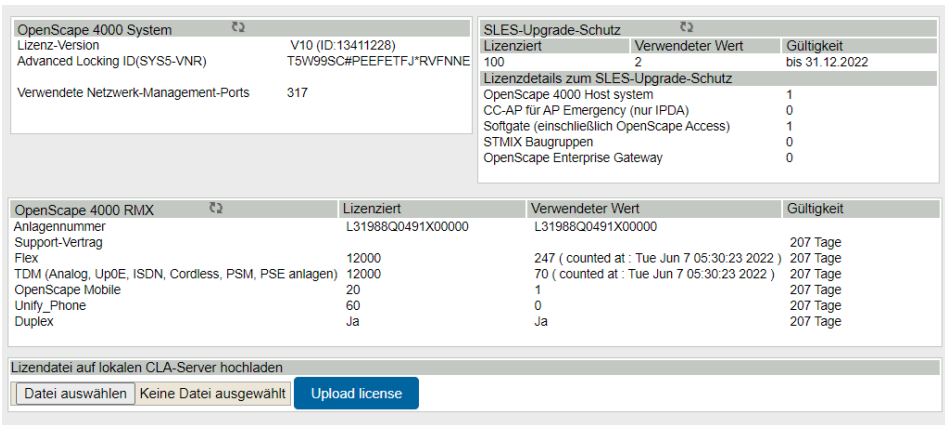 OpenScape 4000 System
Lizenz-Version V10 (ID:13411228)
Advanced Locking ID(SYS5-VNR) T5W99SC#PEEFETFJ*RVFNNE
Verwendete Netzwerk-Management-Ports 317
SLES-Upgrade-Schutz
Lizenziert Verwendeter Wert Gültigkeit
100 2 bis 31.12.2022
Lizenzdetails zum SLES-Upgrade-Schutz
OpenScape 4000 Host system 1
CC-AP für AP Emergency (nur IPDA) 0
Softgate (einschließlich OpenScape Access) 1
STMIX Baugruppen 0
OpenScape Enterprise Gateway 0
OpenScape 4000 RMX Lizenziert Verwendeter Wert Gültigkeit
Anlagennummer L31988Q0491X00000 L31988Q0491X00000
Support-Vertrag 207 Tage
Flex 12000 247 ( counted at : Tue Jun 7 05:30:23 2022 ) 207 Tage
TDM (Analog, Up0E, ISDN, Cordless, PSM, PSE anlagen) 12000 70 ( counted at : Tue Jun 7 05:30:23 2022 ) 207 Tage
OpenScape Mobile 20 1 207 Tage
Unify_Phone 60 0 207 Tage
Duplex Ja Ja 207 Tage
Lizendatei auf lokalen CLA-Server hochladen
Datei auswählen Keine Datei ausgewählt Upload license